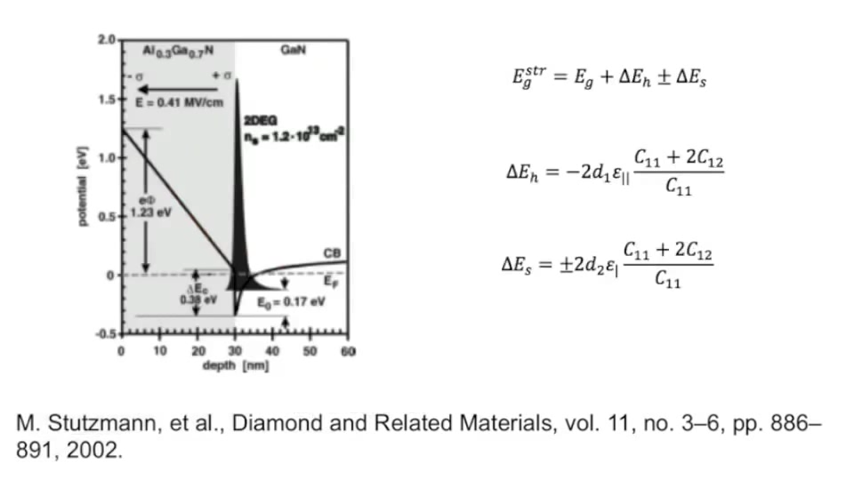 2.0
Al0.3Ga0.7N
GaN
- σ
+ σ
1.5
E = 0.41 MV/cm
2DEG
ns = 1.2·10^13 cm^-2
1.0
potential [eV]
eΦ
0.5
1.23 eV
CB
0
EF
ΔEc
0.38 eV
E0 = 0.17 eV
-0.5
0 10 20 30 40 50 60
depth [nm]
E_g^str = E_g + ΔE_h ± ΔE_s
ΔE_h = −2d_1ε_|| (C_11 + 2C_12)/C_11
ΔE_s = ±2d_2ε_| (C_11 + 2C_12)/C_11
M. Stutzmann, et al., Diamond and Related Materials, vol. 11, no. 3–6, pp. 886–
891, 2002.